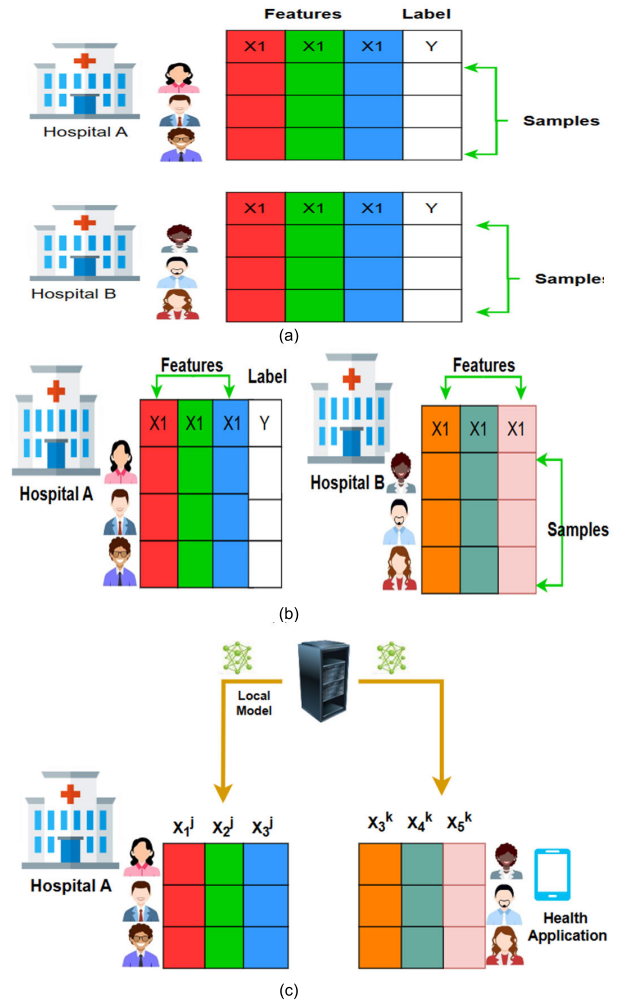 Features Label
X1 X1 X1 Y
Hospital A
Samples
X1 X1 X1 Y
Hospital B
Samples
(a)
Features
Label
X1 X1 X1 Y
Hospital A
Features
X1 X1 X1
Hospital B
Samples
(b)
Local
Model
X₁ʲ X₂ʲ X₃ʲ
Hospital A
X₃ᵏ X₄ᵏ X₅ᵏ
Health
Application
(c)